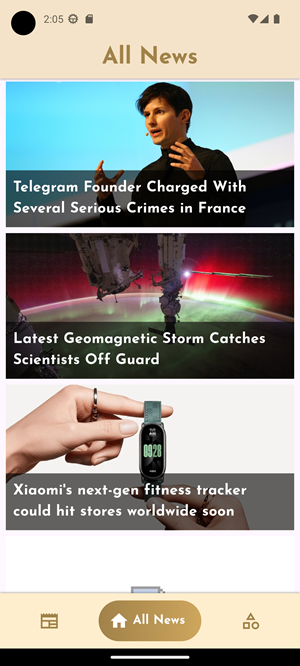 2:05
All News
Telegram Founder Charged With
Several Serious Crimes in France
Latest Geomagnetic Storm Catches
Scientists Off Guard
09:28
Xiaomi's next-gen fitness tracker
could hit stores worldwide soon
All News